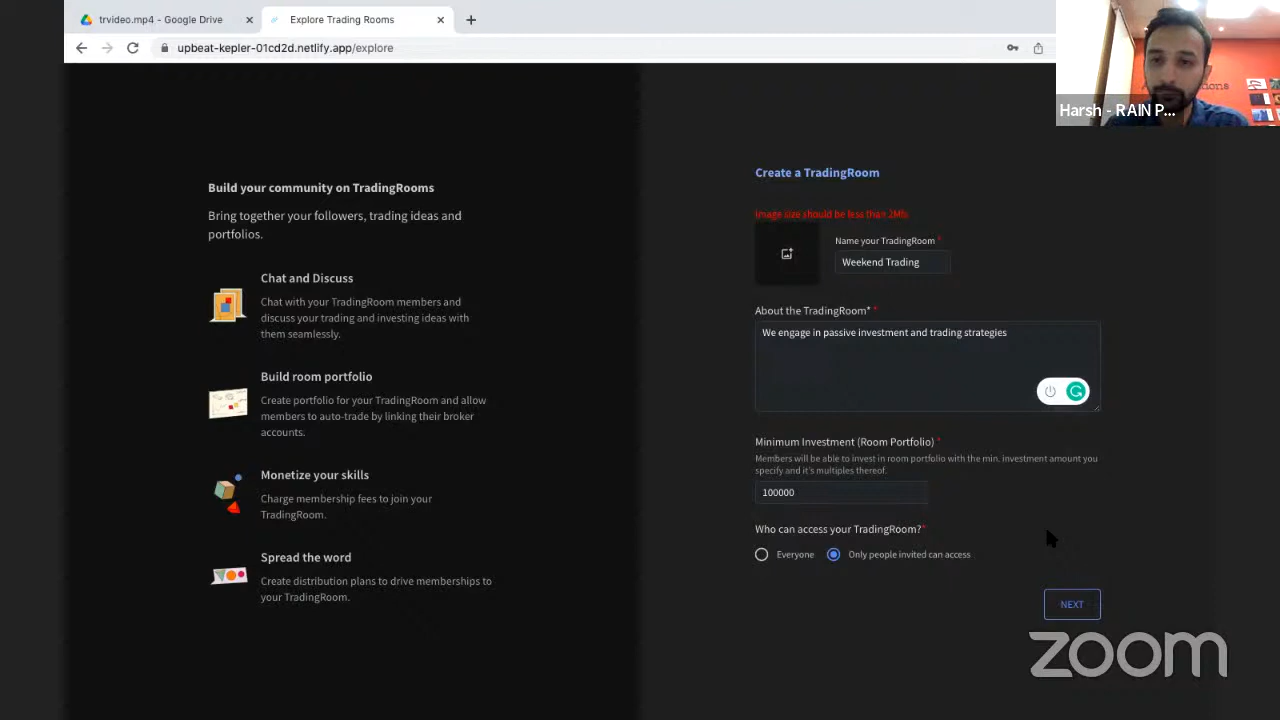 trvideo.mp4 - Google Drive
Explore Trading Rooms
upbeat-kepler-01cd2d.netlify.app/explore
Harsh - RAIN P...
Build your community on TradingRooms
Bring together your followers, trading ideas and
portfolios.
Chat and Discuss
Chat with your TradingRoom members and
discuss your trading and investing ideas with
them seamlessly.
Build room portfolio
Create portfolio for your TradingRoom and allow
members to auto-trade by linking their broker
accounts.
Monetize your skills
Charge membership fees to join your
TradingRoom.
Spread the word
Create distribution plans to drive memberships to
your TradingRoom.
Create a TradingRoom
Image size should be less than 2Mb
Name your TradingRoom *
Weekend Trading
About the TradingRoom* *
We engage in passive investment and trading strategies
Minimum Investment (Room Portfolio) *
Members will be able to invest in room portfolio with the min. investment amount you
specify and it's multiples thereof.
100000
Who can access your TradingRoom?*
Everyone
Only people invited can access
NEXT
zoom